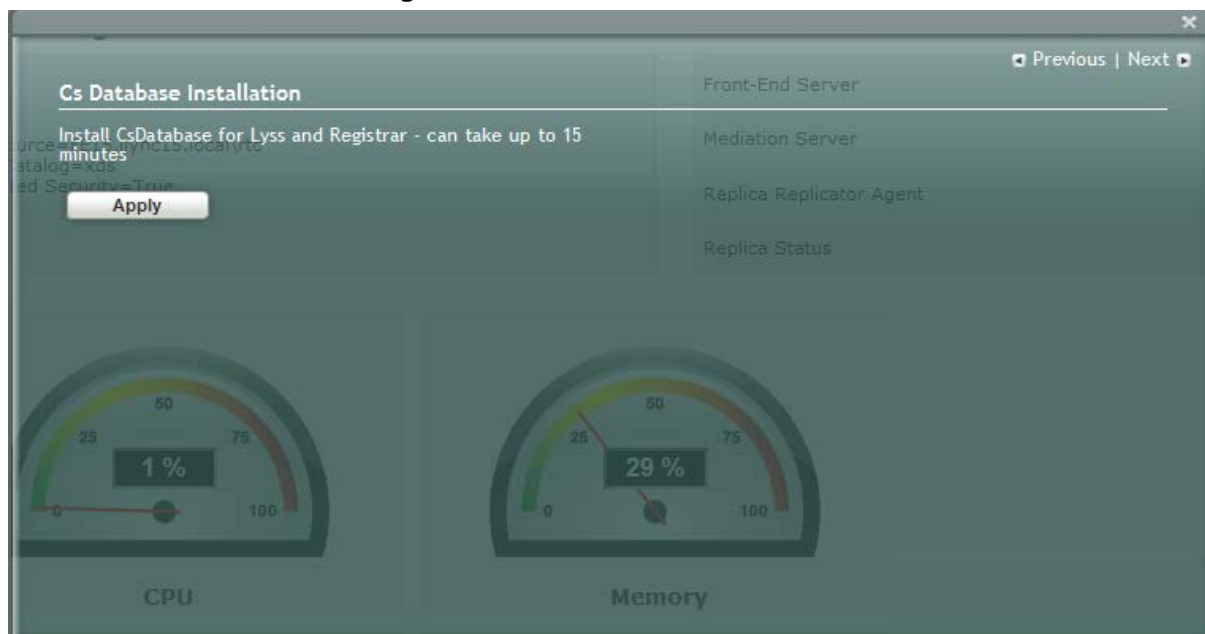 × 
Previous | Next
Cs Database Installation
Install CsDatabase for Lyss and Registrar - can take up to 15
minutes
Apply
Front-End Server
Mediation Server
Replica Replicator Agent
Replica Status
0
25
50
75
100
1 %
CPU
0
25
50
75
100
29 %
Memory